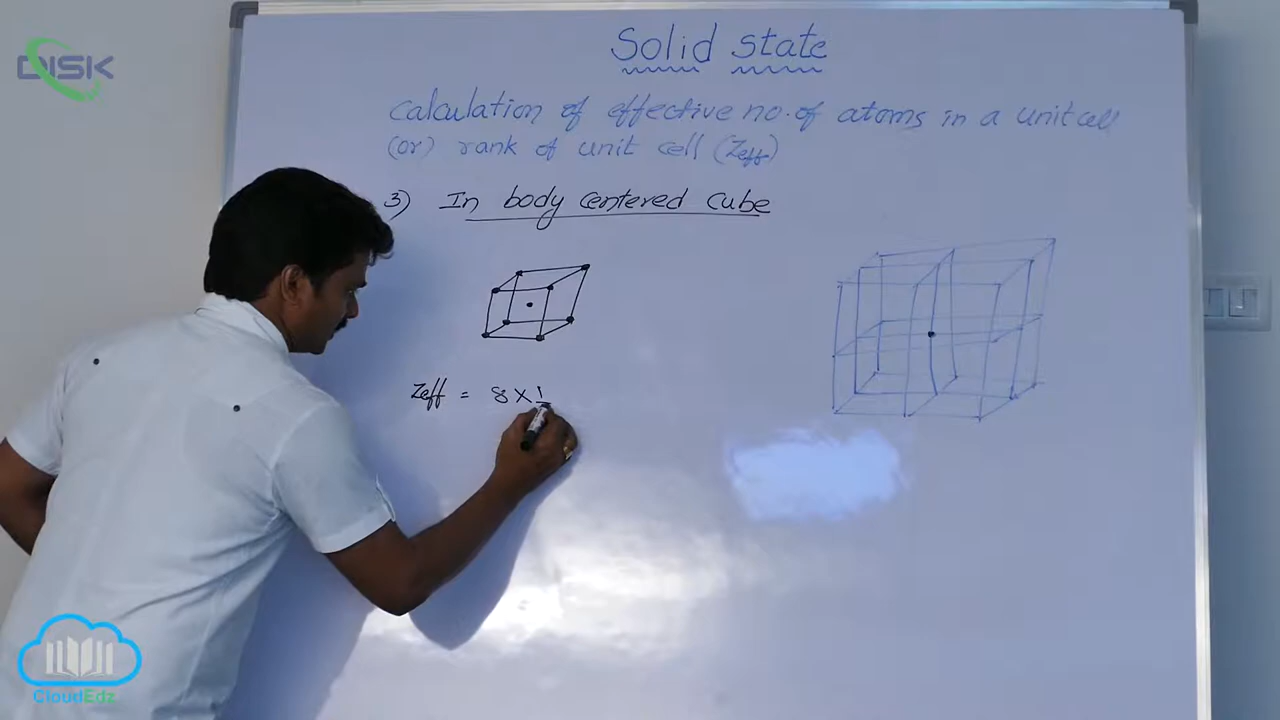 DISK
Solid state
Calculation of effective no. of atoms in a unit cell
(or) rank of unit cell (Zeff)
3) In body centered cube
Zeff = 8 × 1
CloudEdz